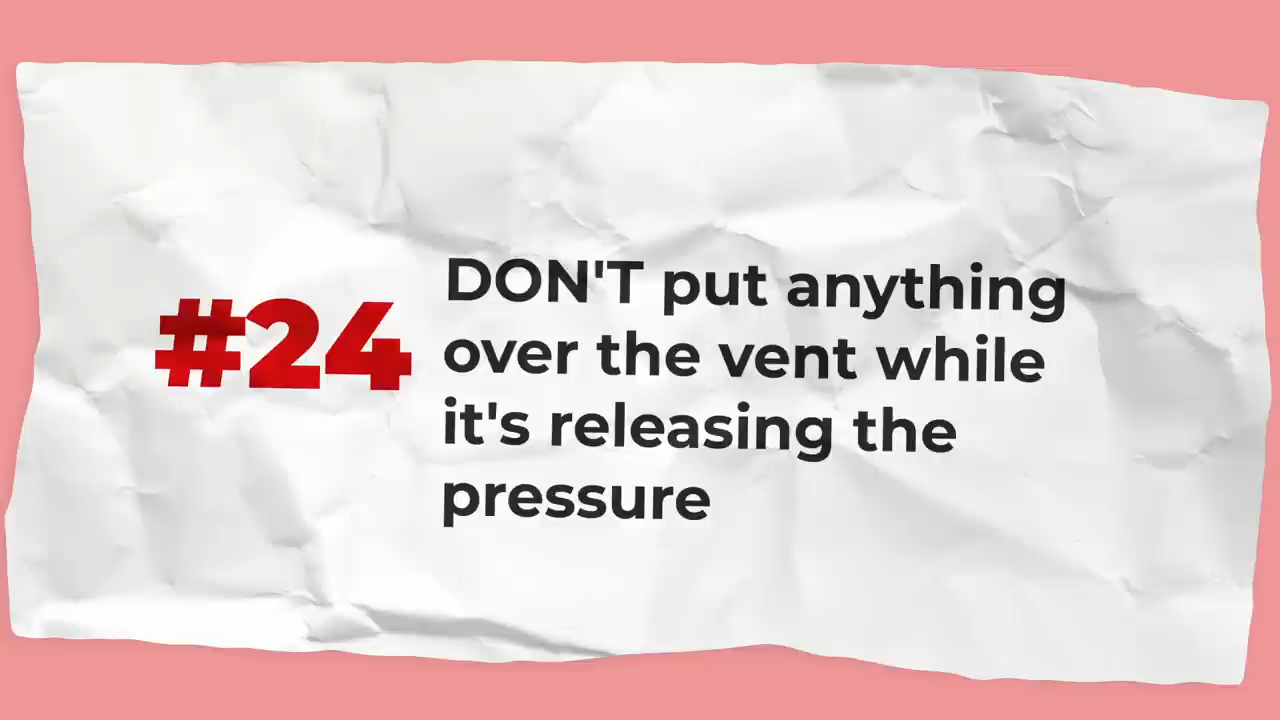 #24
DON'T put anything
over the vent while
it's releasing the
pressure